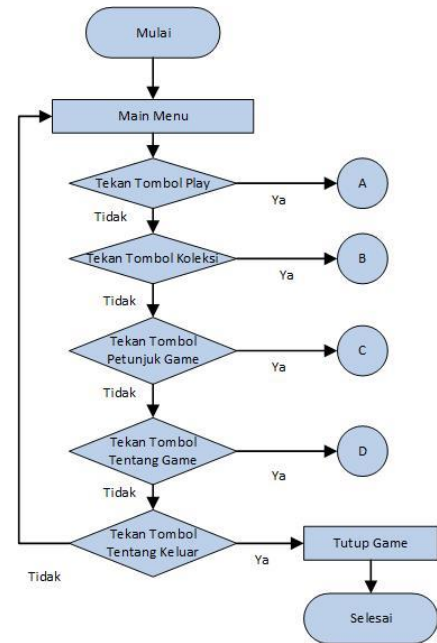 Mulai
Main Menu
Tekan Tombol Play
Ya
A
Tidak
Tekan Tombol Koleksi
Ya
B
Tidak
Tekan Tombol
Petunjuk Game
Ya
C
Tidak
Tekan Tombol
Tentang Game
Ya
D
Tidak
Tekan Tombol
Tentang Keluar
Ya
Tutup Game
Tidak
Selesai